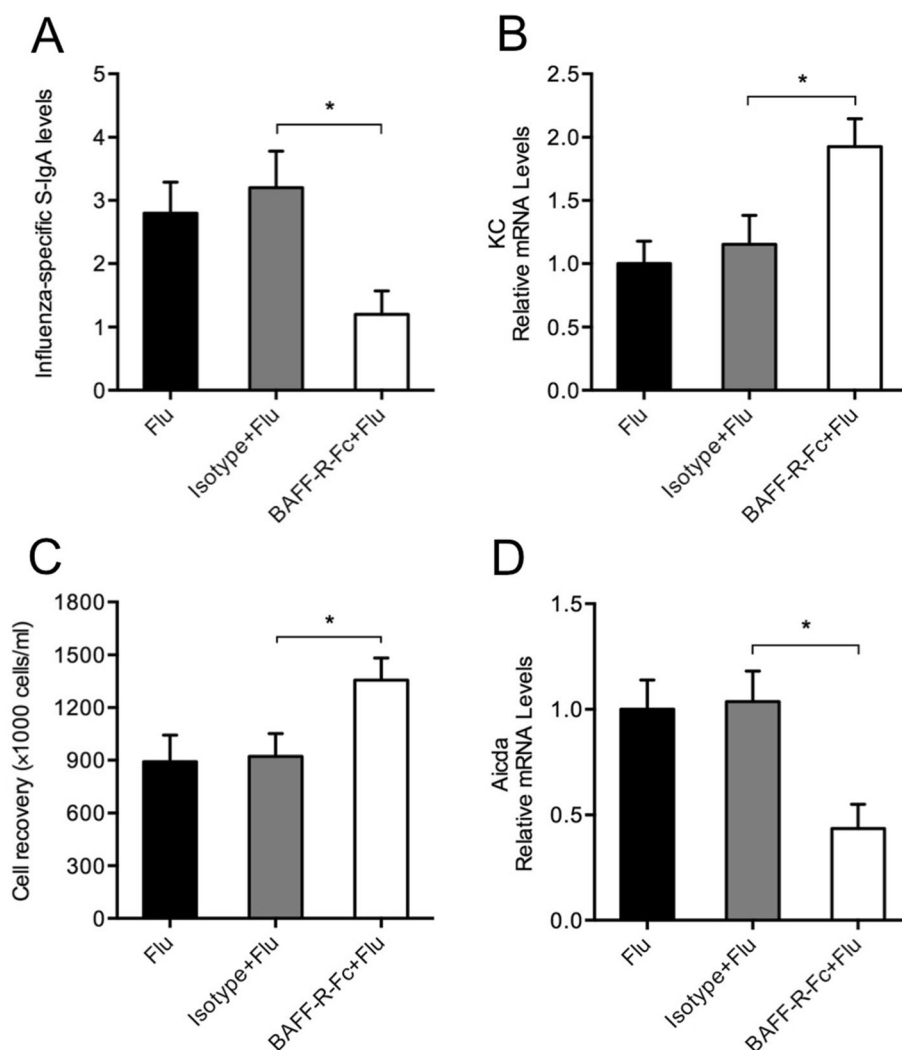 A
Influenza-specific S-IgA levels
5
4
3
2
1
0
*
Flu
Isotype+Flu
BAFF-R-Fc+Flu
B
KC
Relative mRNA Levels
2.5
2.0
1.5
1.0
0.5
0.0
*
Flu
Isotype+Flu
BAFF-R-Fc+Flu
C
Cell recovery (×1000 cells/ml)
1800
1500
1200
900
600
300
0
*
Flu
Isotype+Flu
BAFF-R-Fc+Flu
D
Aicda
Relative mRNA Levels
1.5
1.0
0.5
0.0
*
Flu
Isotype+Flu
BAFF-R-Fc+Flu